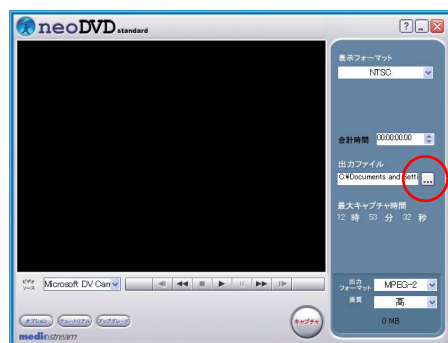 neoDVD standard
表示フォーマット
NTSC
合計時間 00:00:00.00
出力ファイル
C:¥Documents and Setti ...
最大キャプチャ時間
12 時 53 分 32 秒
ビデオ
ソース
Microsoft DV Cam
出力
フォーマット
MPEG-2
画質
高
オプション チュートリアル アップグレード
キャプチャ
0 MB
mediostream